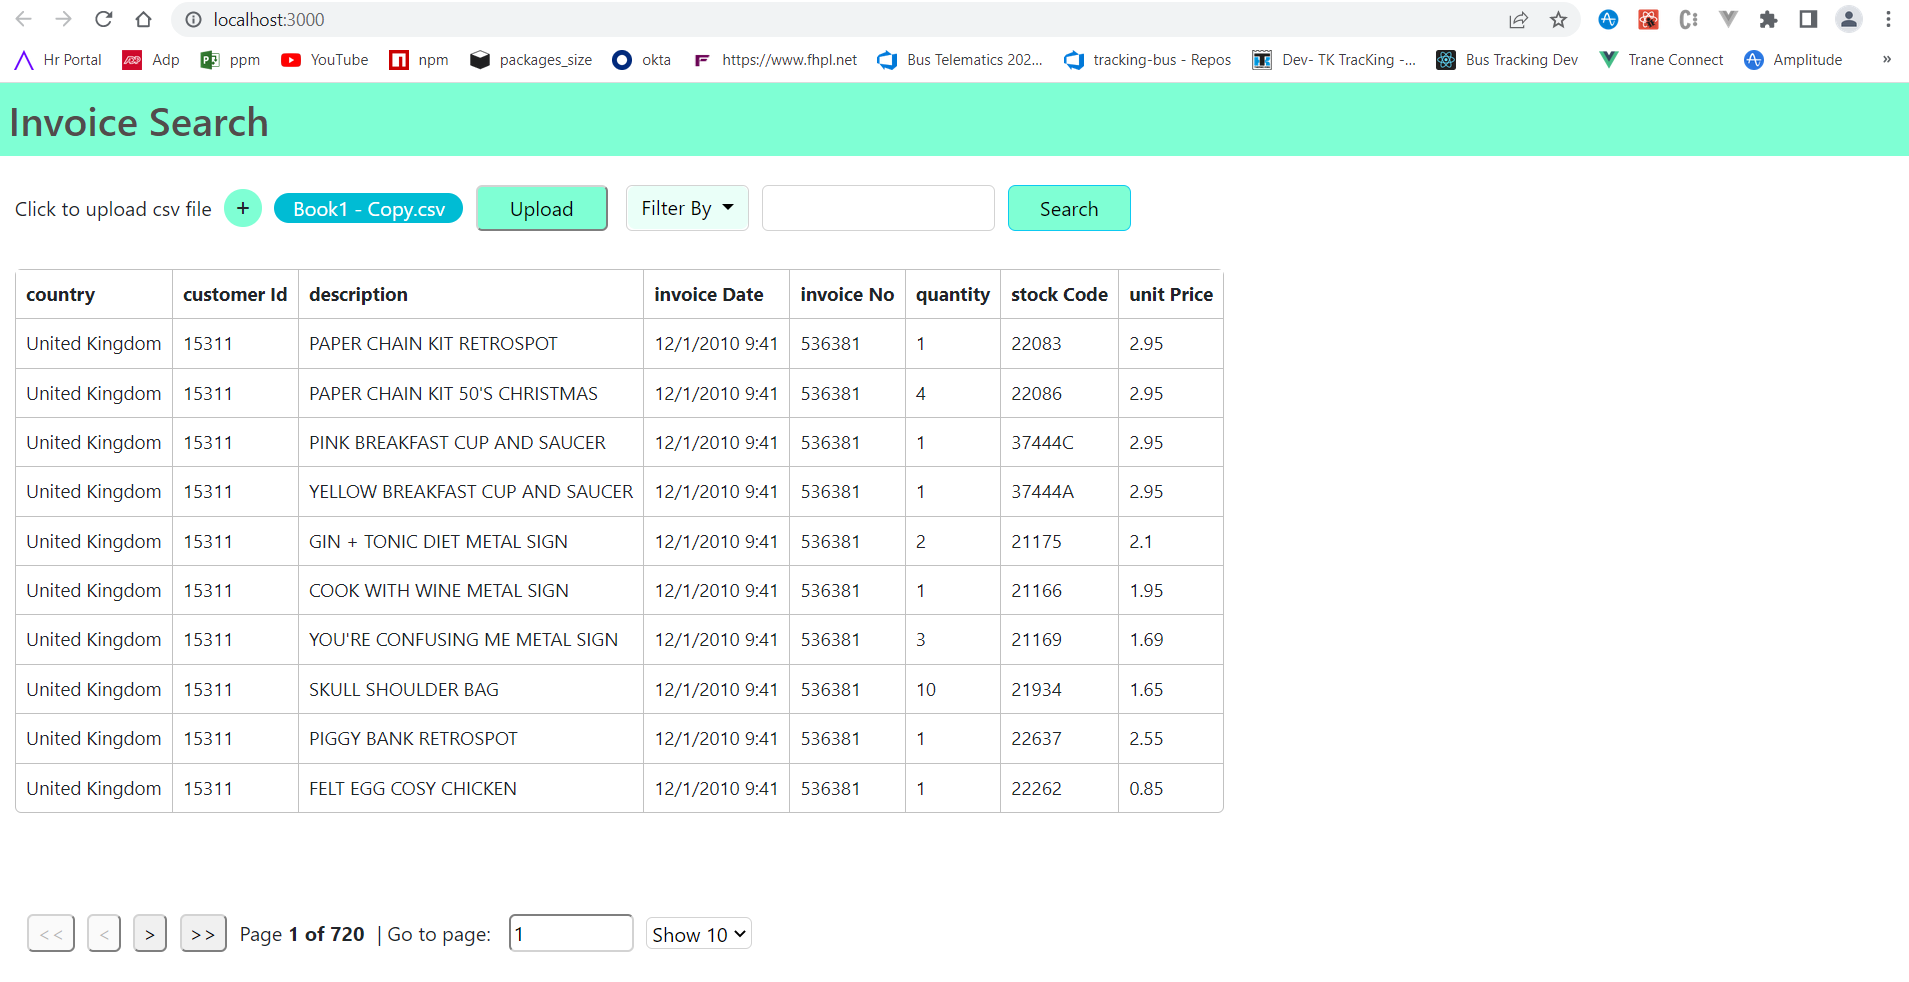 localhost:3000
Hr Portal Adp ppm YouTube npm packages_size okta https://www.fhpl.net Bus Telematics 202... tracking-bus - Repos Dev- TK TracKing -... Bus Tracking Dev Trane Connect Amplitude »
Invoice Search
Click to upload csv file + Book1 - Copy.csv Upload Filter By Search
country customer Id description invoice Date invoice No quantity stock Code unit Price
United Kingdom 15311 PAPER CHAIN KIT RETROSPOT 12/1/2010 9:41 536381 1 22083 2.95
United Kingdom 15311 PAPER CHAIN KIT 50'S CHRISTMAS 12/1/2010 9:41 536381 4 22086 2.95
United Kingdom 15311 PINK BREAKFAST CUP AND SAUCER 12/1/2010 9:41 536381 1 37444C 2.95
United Kingdom 15311 YELLOW BREAKFAST CUP AND SAUCER 12/1/2010 9:41 536381 1 37444A 2.95
United Kingdom 15311 GIN + TONIC DIET METAL SIGN 12/1/2010 9:41 536381 2 21175 2.1
United Kingdom 15311 COOK WITH WINE METAL SIGN 12/1/2010 9:41 536381 1 21166 1.95
United Kingdom 15311 YOU'RE CONFUSING ME METAL SIGN 12/1/2010 9:41 536381 3 21169 1.69
United Kingdom 15311 SKULL SHOULDER BAG 12/1/2010 9:41 536381 10 21934 1.65
United Kingdom 15311 PIGGY BANK RETROSPOT 12/1/2010 9:41 536381 1 22637 2.55
United Kingdom 15311 FELT EGG COSY CHICKEN 12/1/2010 9:41 536381 1 22262 0.85
<< < > >> Page 1 of 720 | Go to page: 1 Show 10